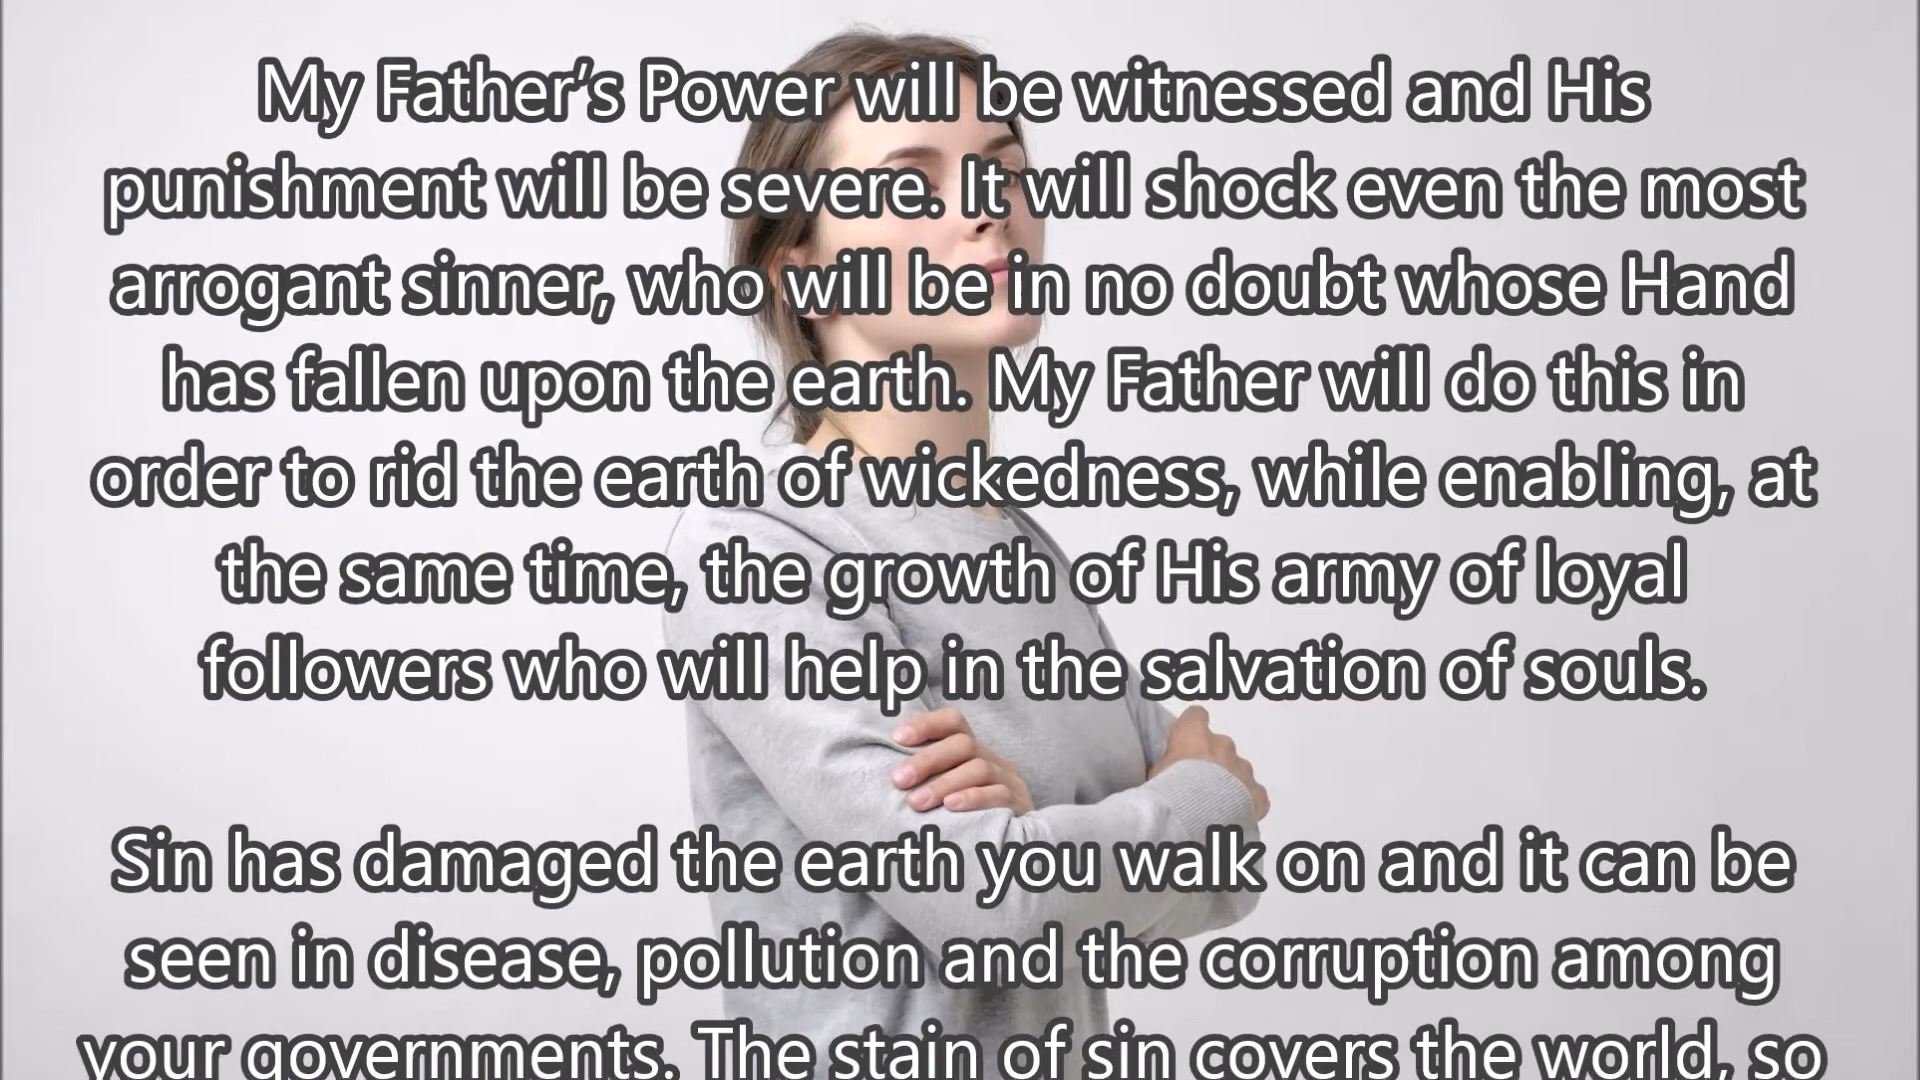 My Father’s Power will be witnessed and His
punishment will be severe. It will shock even the most
arrogant sinner, who will be in no doubt whose Hand
has fallen upon the earth. My Father will do this in
order to rid the earth of wickedness, while enabling, at
the same time, the growth of His army of loyal
followers who will help in the salvation of souls.
Sin has damaged the earth you walk on and it can be
seen in disease, pollution and the corruption among
your governments. The stain of sin covers the world, so